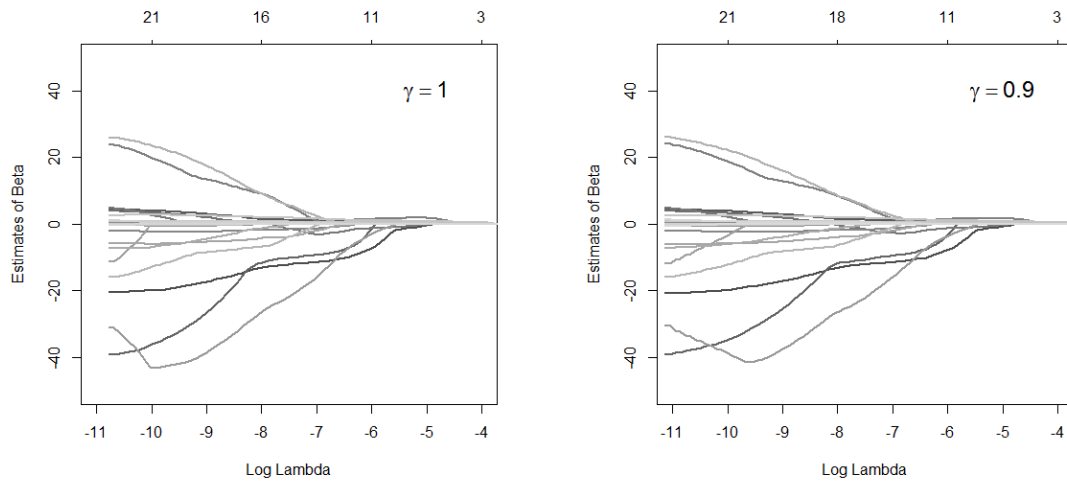 21 16 11 3
γ = 1
40
20
0
-20
-40
Estimates of Beta
-11 -10 -9 -8 -7 -6 -5 -4
Log Lambda
21 18 11 3
γ = 0.9
40
20
0
-20
-40
Estimates of Beta
-11 -10 -9 -8 -7 -6 -5 -4
Log Lambda